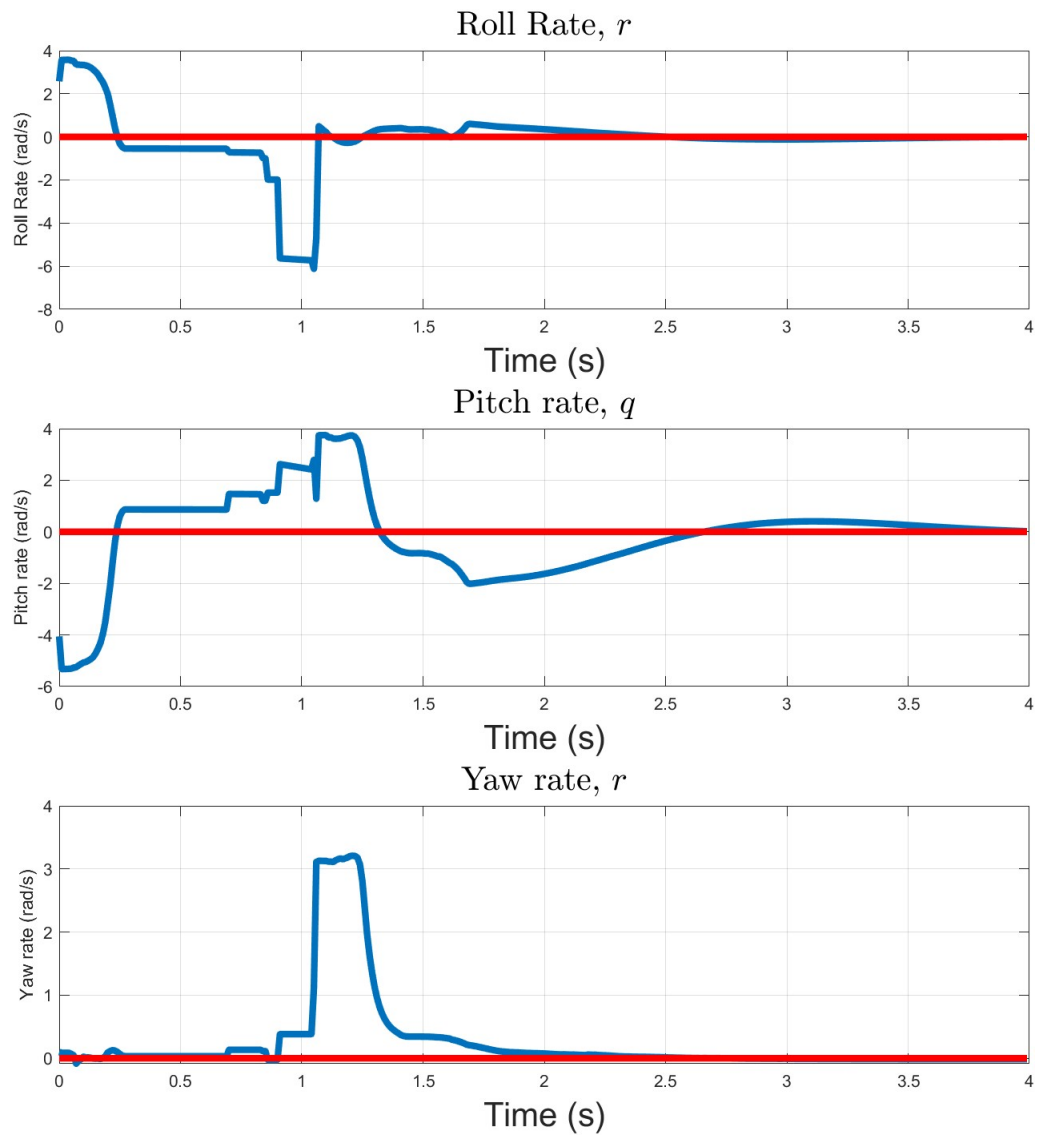 Roll Rate, r
Roll Rate (rad/s)
4
2
0
-2
-4
-6
-8
0 0.5 1 1.5 2 2.5 3 3.5 4
Time (s)
Pitch rate, q
Pitch rate (rad/s)
4
2
0
-2
-4
-6
0 0.5 1 1.5 2 2.5 3 3.5 4
Time (s)
Yaw rate, r
Yaw rate (rad/s)
4
3
2
1
0
0 0.5 1 1.5 2 2.5 3 3.5 4
Time (s)